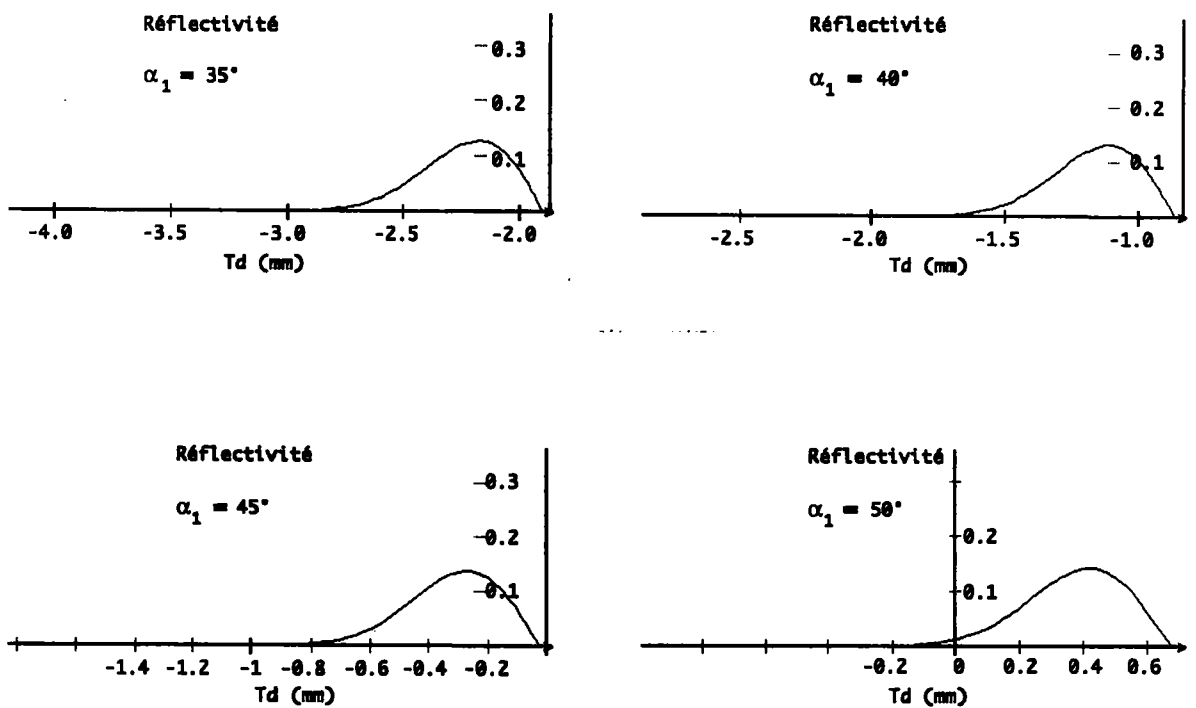 Réflectivité
α₁ = 35°
0.3
0.2
0.1
-4.0 -3.5 -3.0 -2.5 -2.0
Td (mm)
Réflectivité
α₁ = 40°
0.3
0.2
0.1
-2.5 -2.0 -1.5 -1.0
Td (mm)
Réflectivité
α₁ = 45°
0.3
0.2
0.1
-1.4 -1.2 -1 -0.8 -0.6 -0.4 -0.2
Td (mm)
Réflectivité
α₁ = 50°
0.2
0.1
-0.2 0 0.2 0.4 0.6
Td (mm)